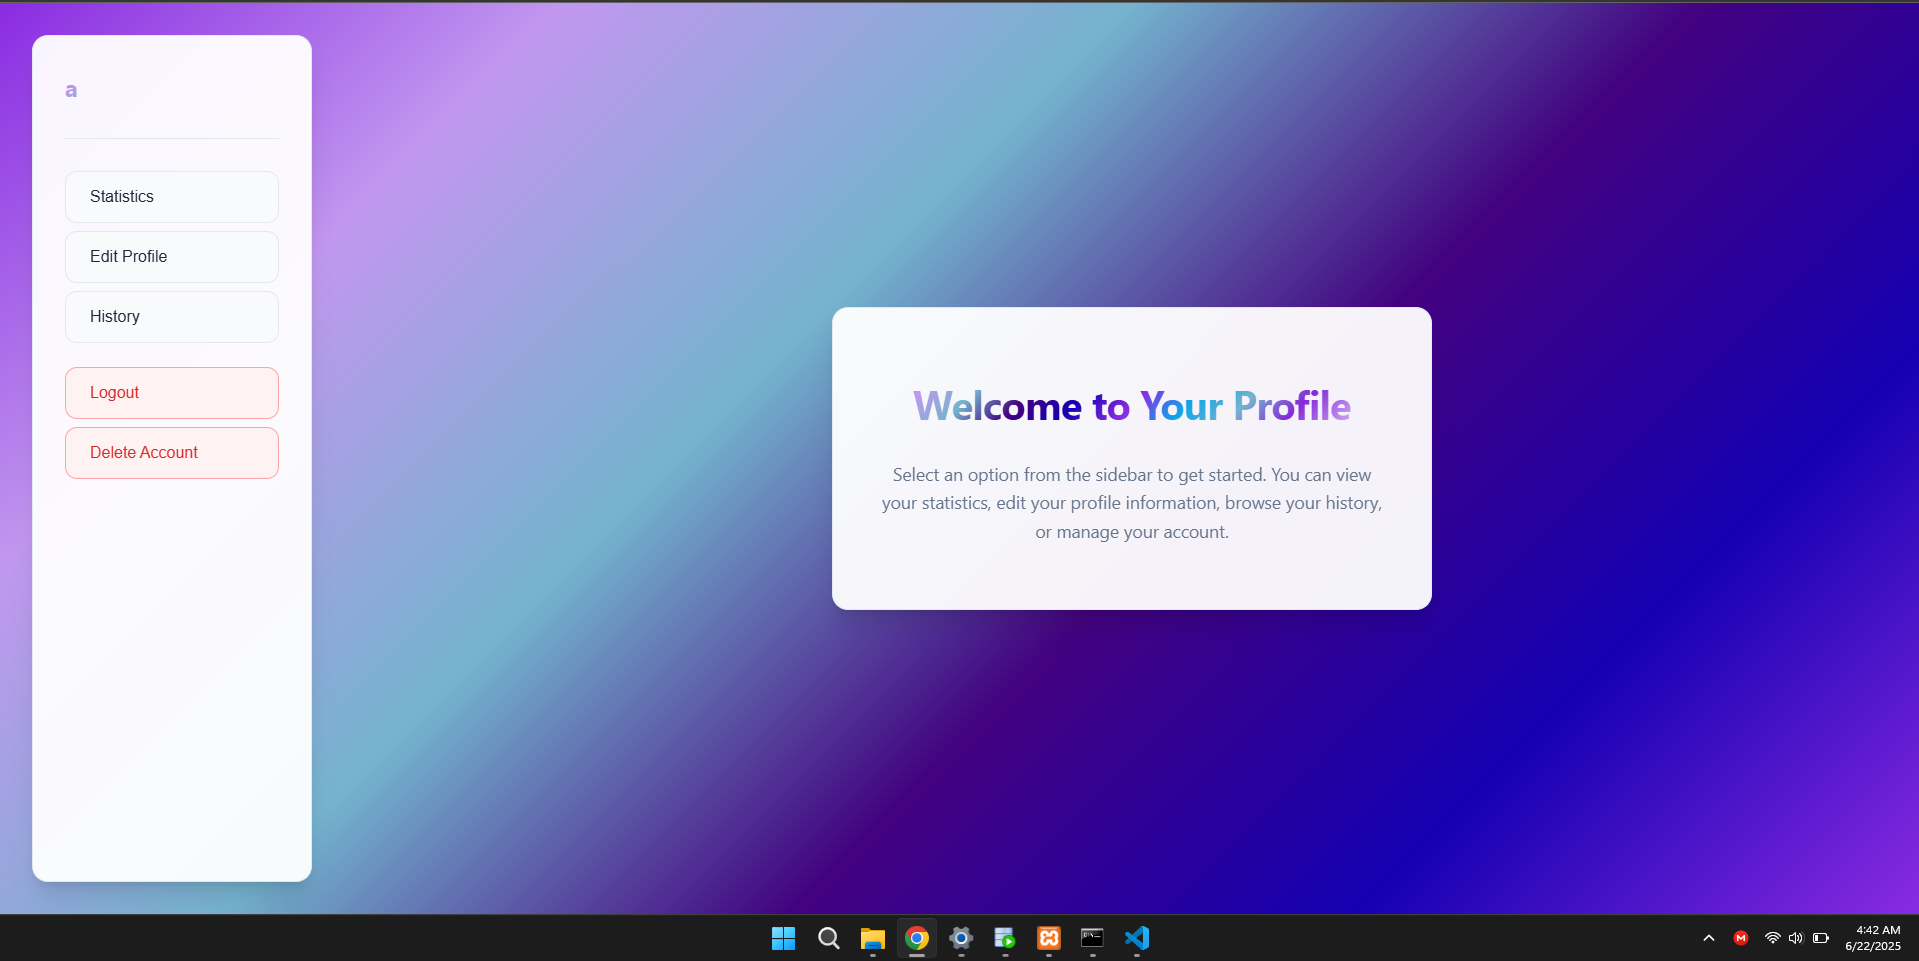 a
Statistics
Edit Profile
History
Logout
Delete Account
Welcome to Your Profile
Select an option from the sidebar to get started. You can view
your statistics, edit your profile information, browse your history,
or manage your account.
4:42 AM
6/22/2025